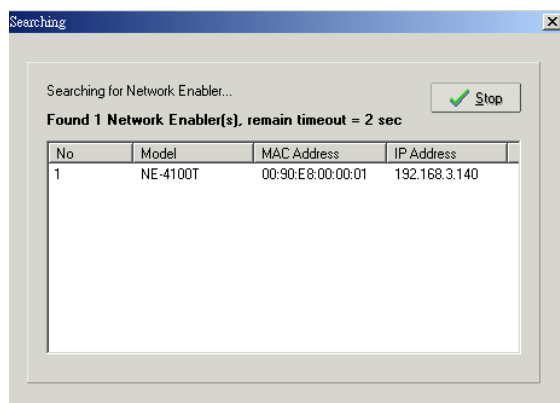 Searching
Searching for Network Enabler...
Stop
Found 1 Network Enabler(s), remain timeout = 2 sec
No Model MAC Address IP Address
1 NE-4100T 00:90:E8:00:00:01 192.168.3.140